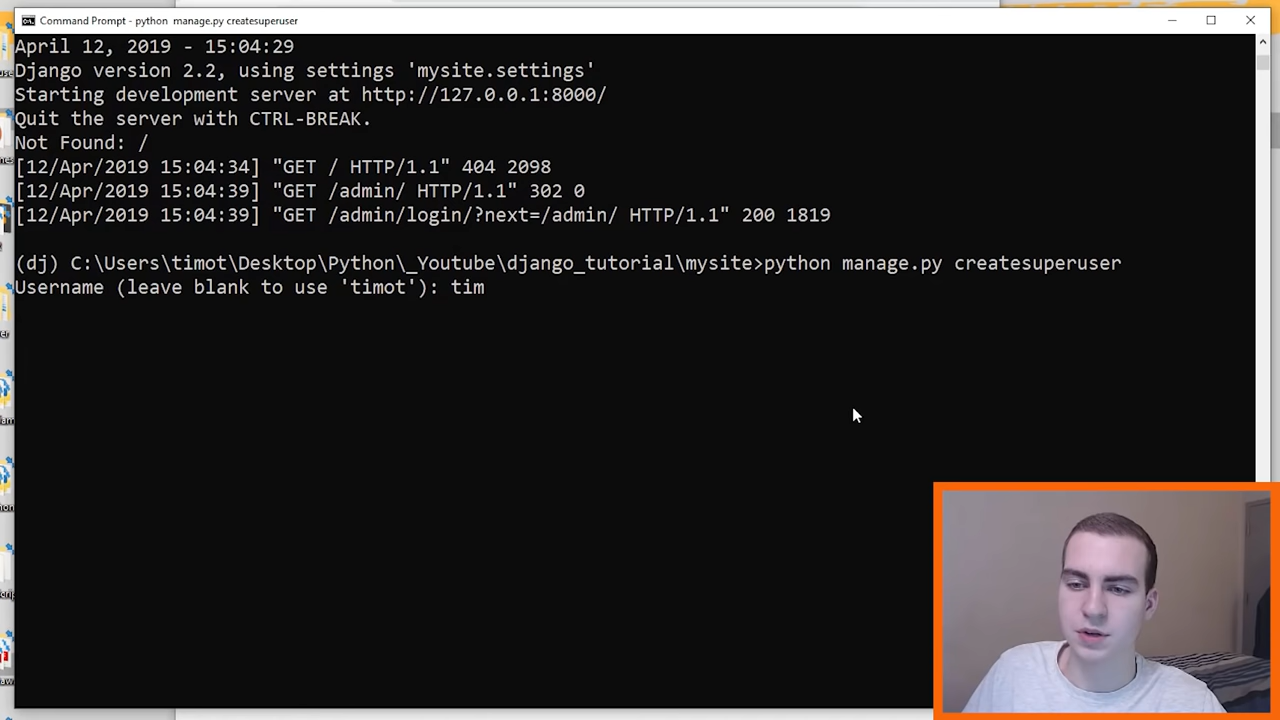 Command Prompt - python  manage.py createsuperuser
April 12, 2019 - 15:04:29
Django version 2.2, using settings 'mysite.settings'
Starting development server at http://127.0.0.1:8000/
Quit the server with CTRL-BREAK.
Not Found: /
[12/Apr/2019 15:04:34] "GET / HTTP/1.1" 404 2098
[12/Apr/2019 15:04:39] "GET /admin/ HTTP/1.1" 302 0
[12/Apr/2019 15:04:39] "GET /admin/login/?next=/admin/ HTTP/1.1" 200 1819
(dj) C:\Users\timot\Desktop\Python\_Youtube\django_tutorial\mysite>python manage.py createsuperuser
Username (leave blank to use 'timot'): tim